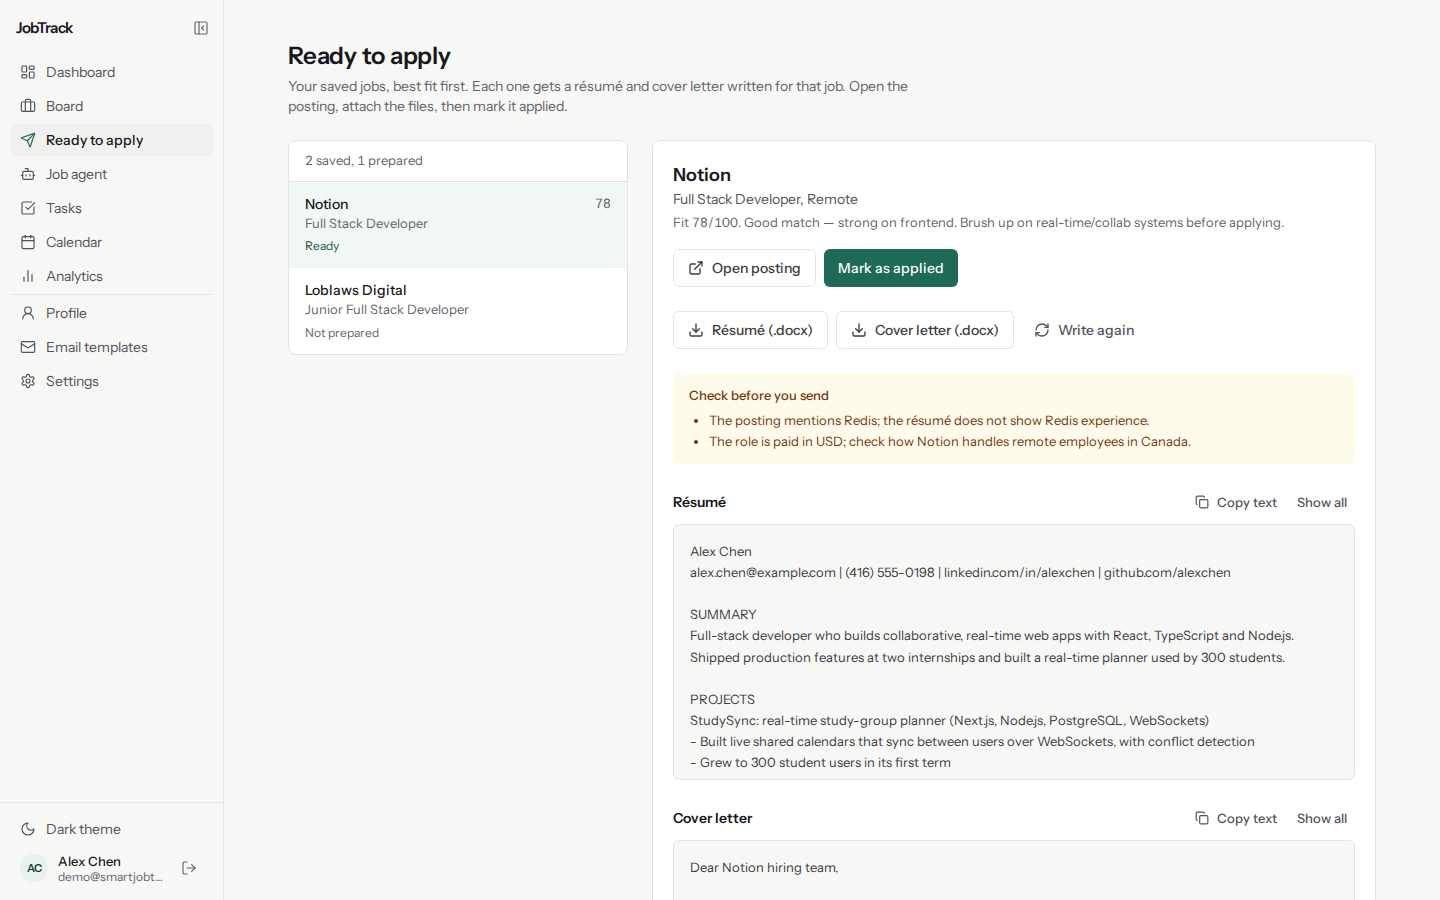 JobTrack
Dashboard
Board
Ready to apply
Job agent
Tasks
Calendar
Analytics
Profile
Email templates
Settings
Dark theme
AC
Alex Chen
demo@smartjobt...
Ready to apply
Your saved jobs, best fit first. Each one gets a résumé and cover letter written for that job. Open the
posting, attach the files, then mark it applied.
2 saved, 1 prepared
Notion 78
Full Stack Developer
Ready
Loblaws Digital
Junior Full Stack Developer
Not prepared
Notion
Full Stack Developer, Remote
Fit 78/100. Good match — strong on frontend. Brush up on real-time/collab systems before applying.
Open posting
Mark as applied
Résumé (.docx)
Cover letter (.docx)
Write again
Check before you send
• The posting mentions Redis; the résumé does not show Redis experience.
• The role is paid in USD; check how Notion handles remote employees in Canada.
Résumé
Copy text
Show all
Alex Chen
alex.chen@example.com | (416) 555-0198 | linkedin.com/in/alexchen | github.com/alexchen
SUMMARY
Full-stack developer who builds collaborative, real-time web apps with React, TypeScript and Node.js.
Shipped production features at two internships and built a real-time planner used by 300 students.
PROJECTS
StudySync: real-time study-group planner (Next.js, Node.js, PostgreSQL, WebSockets)
- Built live shared calendars that sync between users over WebSockets, with conflict detection
- Grew to 300 student users in its first term
Cover letter
Copy text
Show all
Dear Notion hiring team,